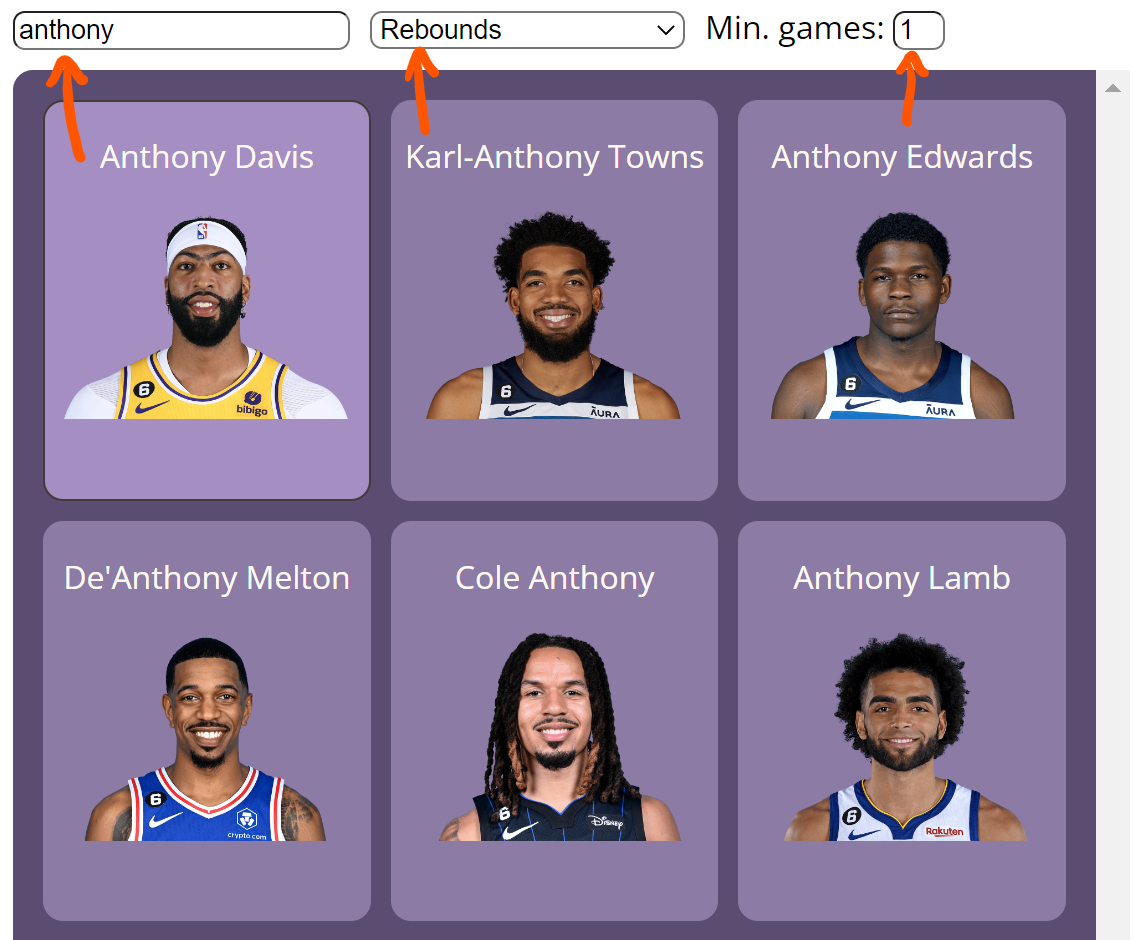 anthony Rebounds Min. games: 1
Anthony Davis Karl-Anthony Towns Anthony Edwards
6 bibigo 6 AURA 6 AURA
De'Anthony Melton Cole Anthony Anthony Lamb
6 crypto.com 6 Disney 6 Rakuten